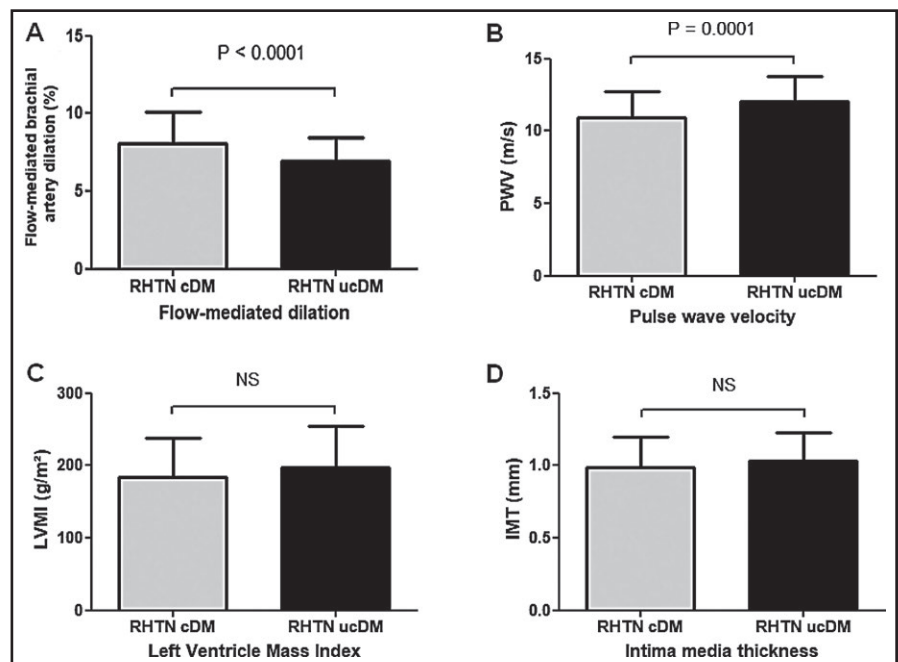 A
P < 0.0001
Flow-mediated brachial
artery dilation (%)
15
10
5
0
RHTN cDM
RHTN ucDM
Flow-mediated dilation
B
P = 0.0001
PWV (m/s)
15
10
5
0
RHTN cDM
RHTN ucDM
Pulse wave velocity
C
NS
LVMI (g/m²)
300
200
100
0
RHTN cDM
RHTN ucDM
Left Ventricle Mass Index
D
NS
IMT (mm)
1.5
1.0
0.5
0.0
RHTN cDM
RHTN ucDM
Intima media thickness